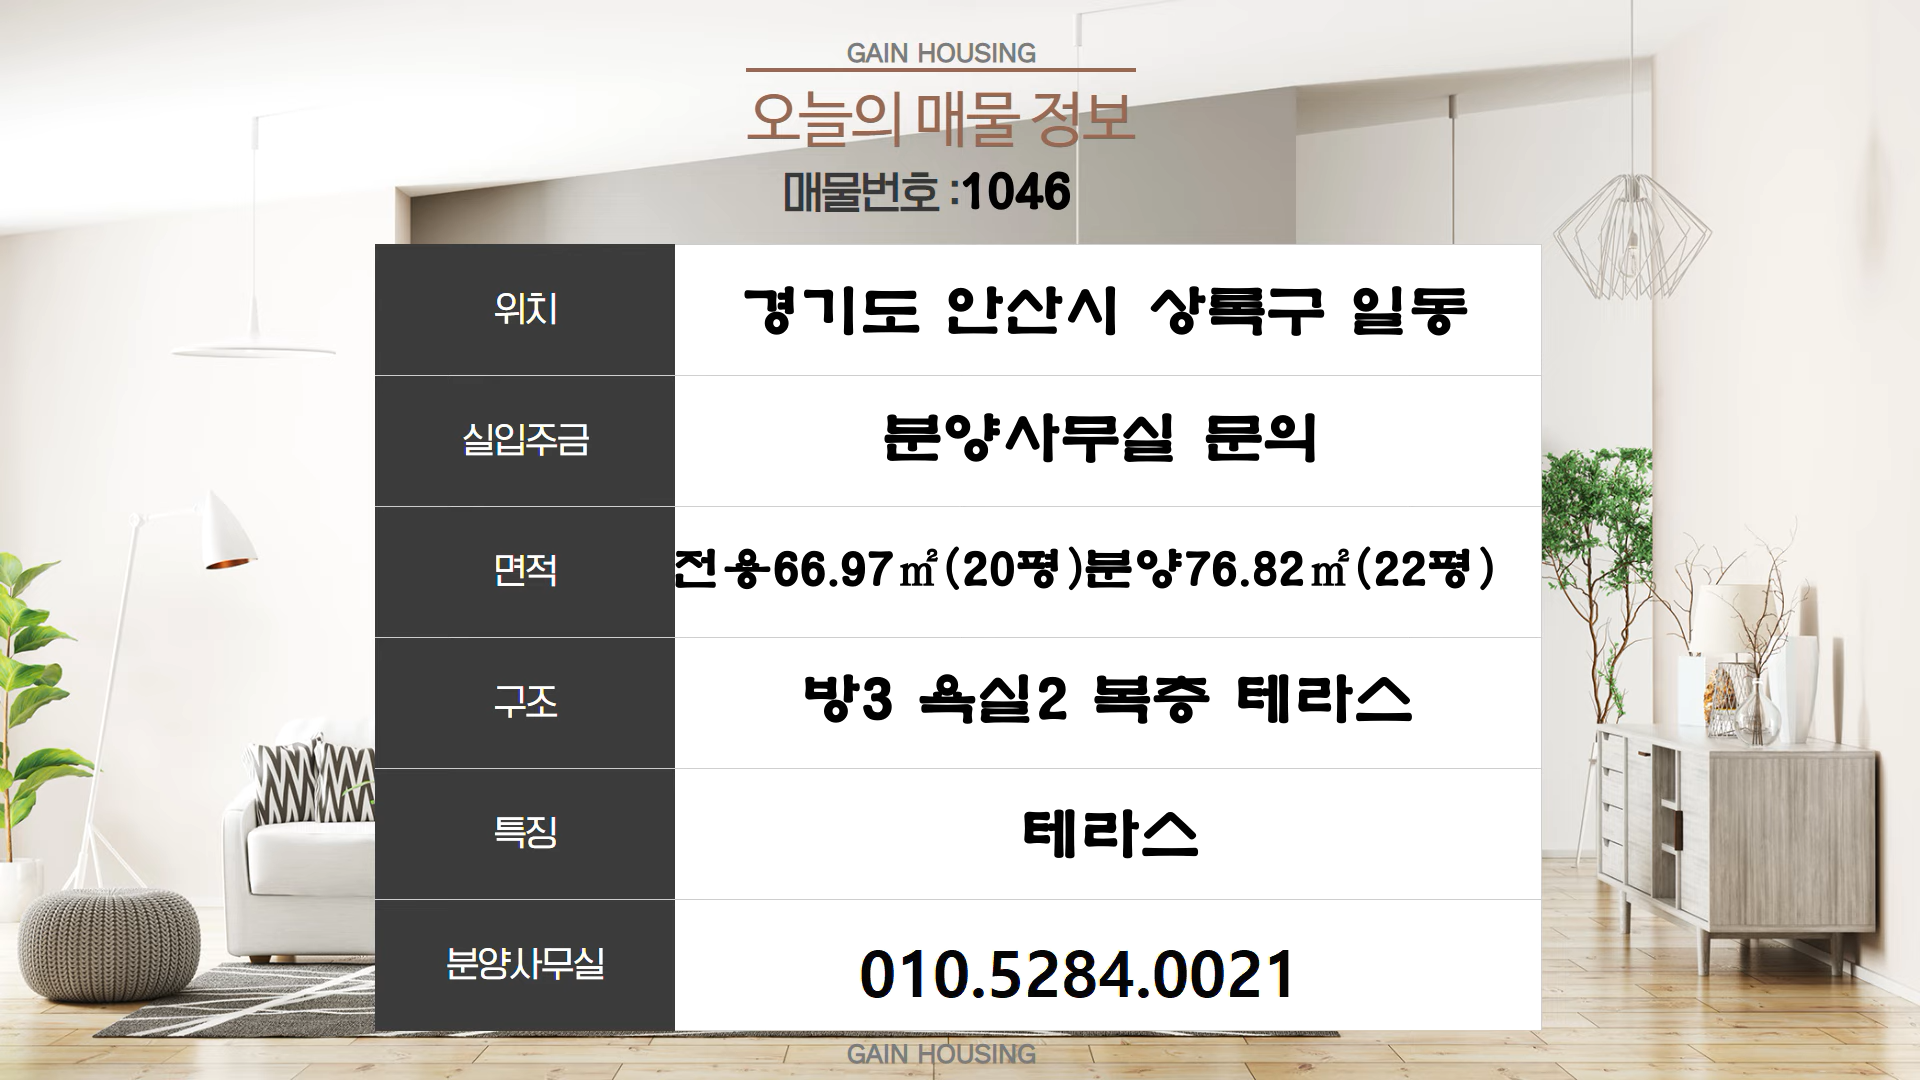 GAIN HOUSING
오늘의 매물 정보
매물번호 :1046
위치 경기도 안산시 상록구 일동
실입주금 분양사무실 문의
면적 전용66.97㎡(20평)분양76.82㎡(22평)
구조 방3 욕실2 복층 테라스
특징 테라스
분양사무실 010.5284.0021
GAIN HOUSING